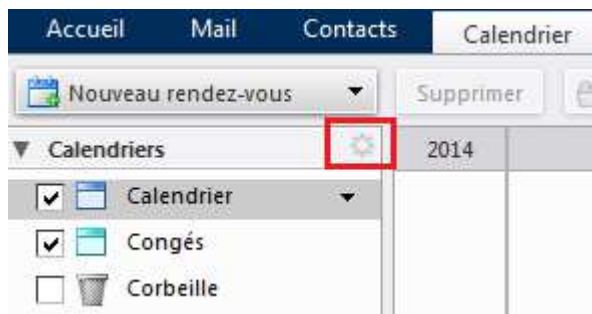 Accueil Mail Contacts Calendrier
Nouveau rendez-vous Supprimer
Calendriers 2014
Calendrier
Congés
Corbeille